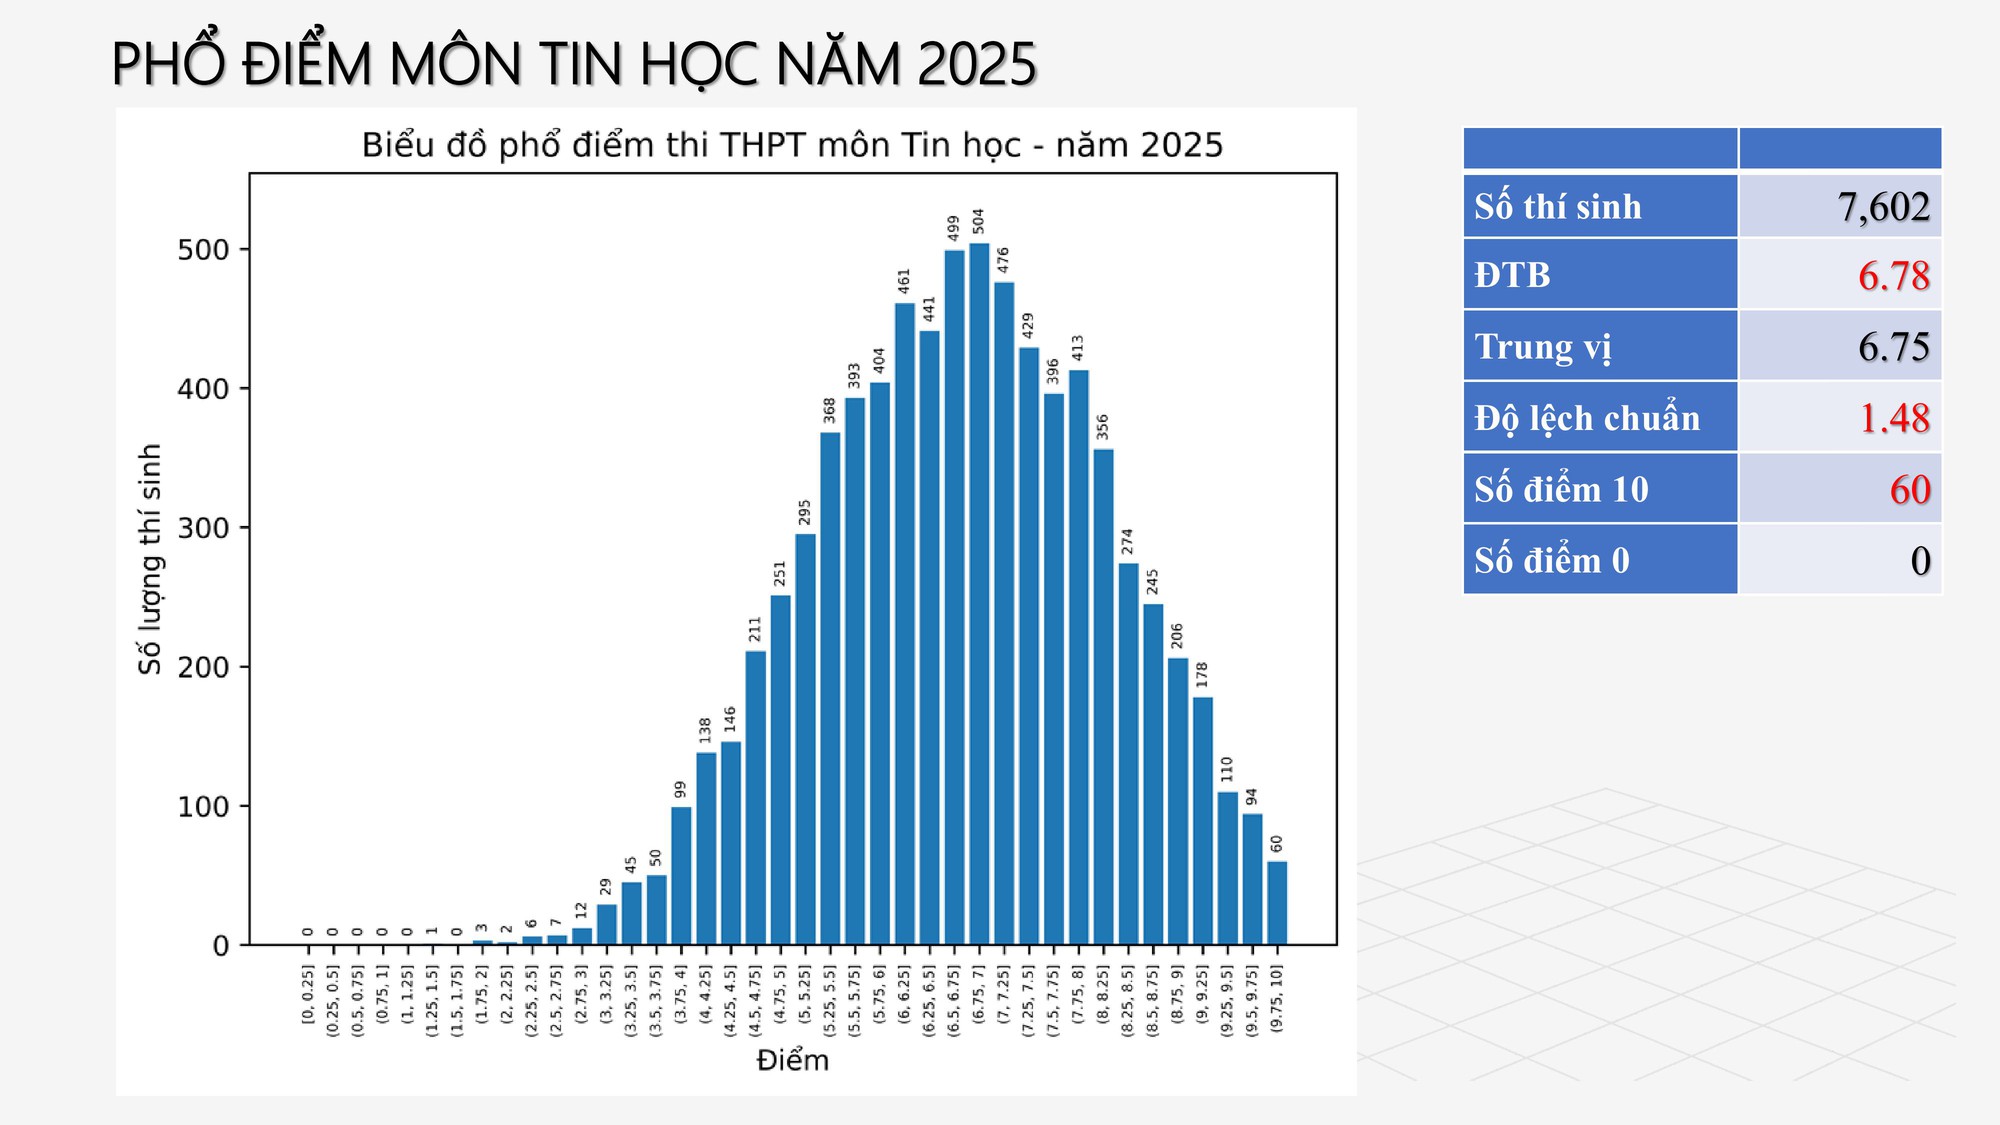 PHỔ ĐIỂM MÔN TIN HỌC NĂM 2025
Biểu đồ phổ điểm thi THPT môn Tin học - năm 2025
Số lượng thí sinh
500
400
300
200
100
0
0 0 0 0 0 1 0 3 2 6 7 12 29 45 50 99 138 146 211 251 295 368 393 404 461 441 499 504 476 429 396 413 356 274 245 206 178 110 94 60
[0, 0.25] (0.25, 0.5] (0.5, 0.75] (0.75, 1] (1, 1.25] (1.25, 1.5] (1.5, 1.75] (1.75, 2] (2, 2.25] (2.25, 2.5] (2.5, 2.75] (2.75, 3] (3, 3.25] (3.25, 3.5] (3.5, 3.75] (3.75, 4] (4, 4.25] (4.25, 4.5] (4.5, 4.75] (4.75, 5] (5, 5.25] (5.25, 5.5] (5.5, 5.75] (5.75, 6] (6, 6.25] (6.25, 6.5] (6.5, 6.75] (6.75, 7] (7, 7.25] (7.25, 7.5] (7.5, 7.75] (7.75, 8] (8, 8.25] (8.25, 8.5] (8.5, 8.75] (8.75, 9] (9, 9.25] (9.25, 9.5] (9.5, 9.75] (9.75, 10]
Điểm
Số thí sinh 7,602
ĐTB 6.78
Trung vị 6.75
Độ lệch chuẩn 1.48
Số điểm 10 60
Số điểm 0 0